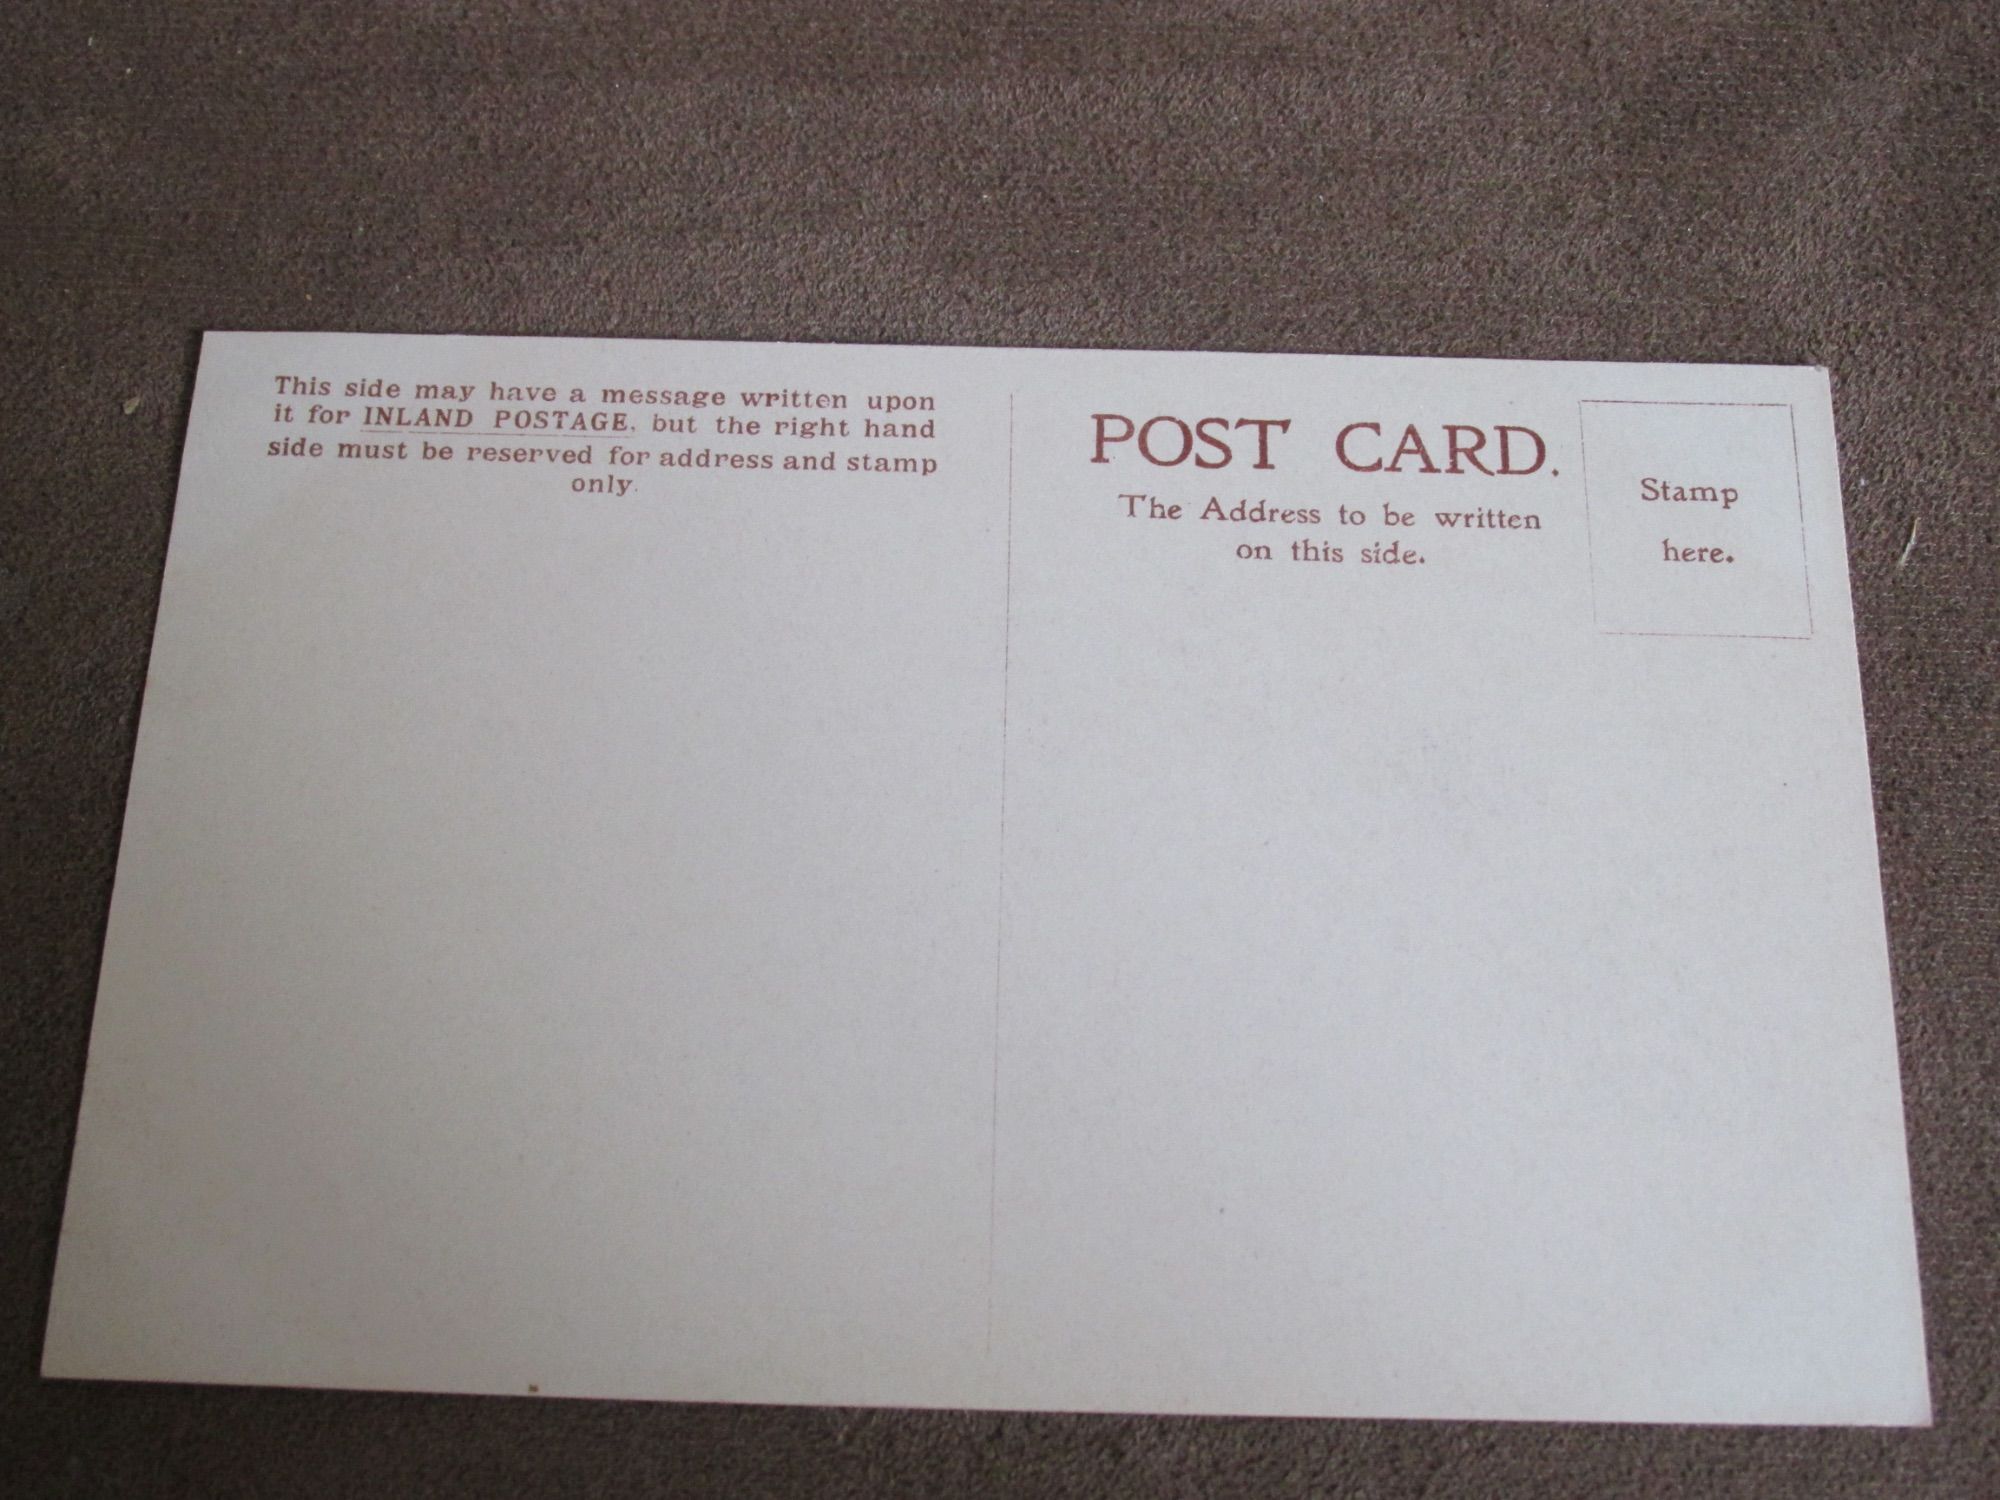 This side may have a message written upon
it for INLAND POSTAGE, but the right hand
side must be reserved for address and stamp
only.
POST CARD.
The Address to be written
on this side.
Stamp
here.